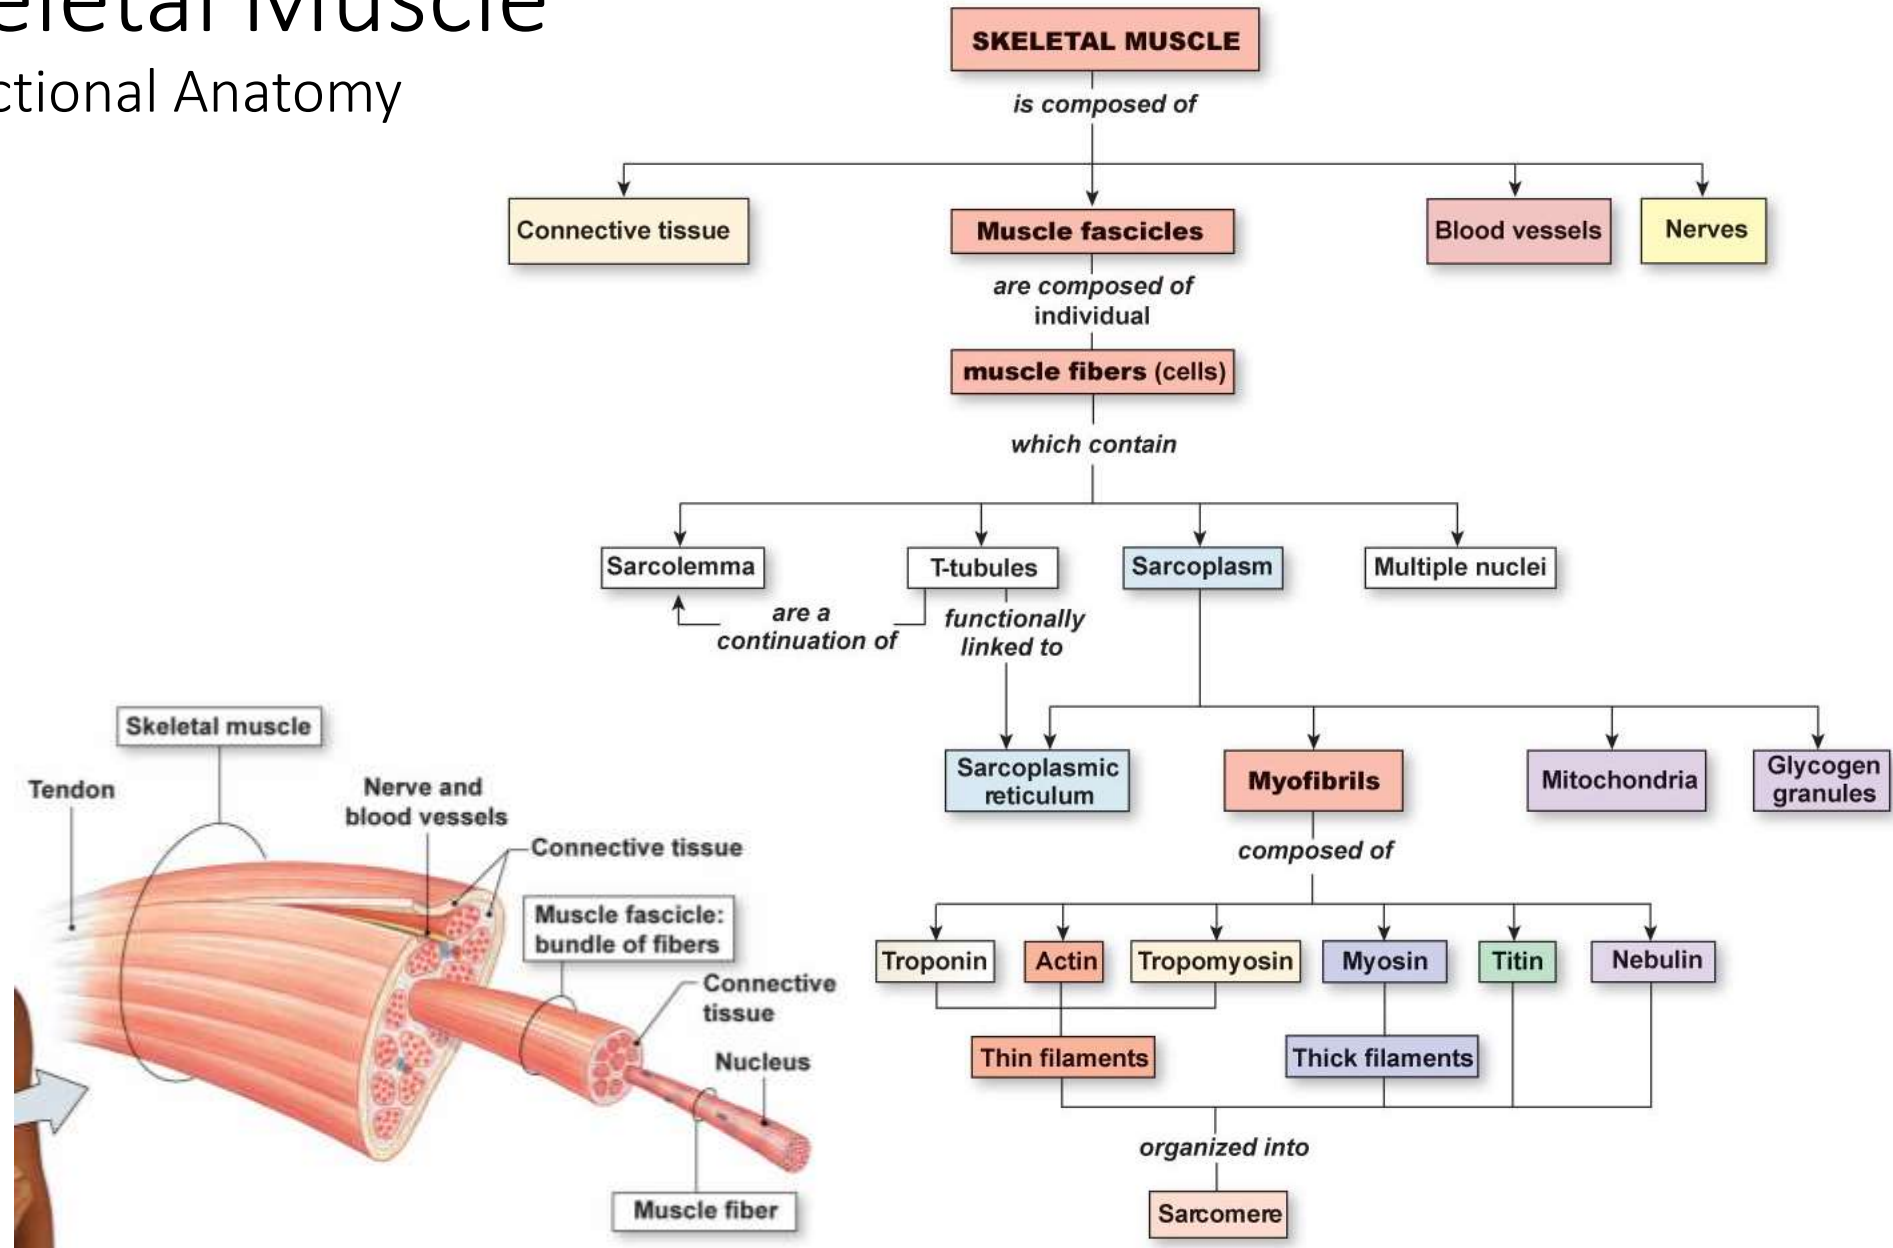 eletal Muscle
ctional Anatomy
SKELETAL MUSCLE
is composed of
Connective tissue
Muscle fascicles
Blood vessels
Nerves
are composed of
individual
muscle fibers (cells)
which contain
Sarcolemma
T-tubules
Sarcoplasm
Multiple nuclei
are a
continuation of
functionally
linked to
Sarcoplasmic
reticulum
Myofibrils
Mitochondria
Glycogen
granules
composed of
Troponin
Actin
Tropomyosin
Myosin
Titin
Nebulin
Thin filaments
Thick filaments
organized into
Sarcomere
Skeletal muscle
Tendon
Nerve and
blood vessels
Connective tissue
Muscle fascicle:
bundle of fibers
Connective
tissue
Nucleus
Muscle fiber